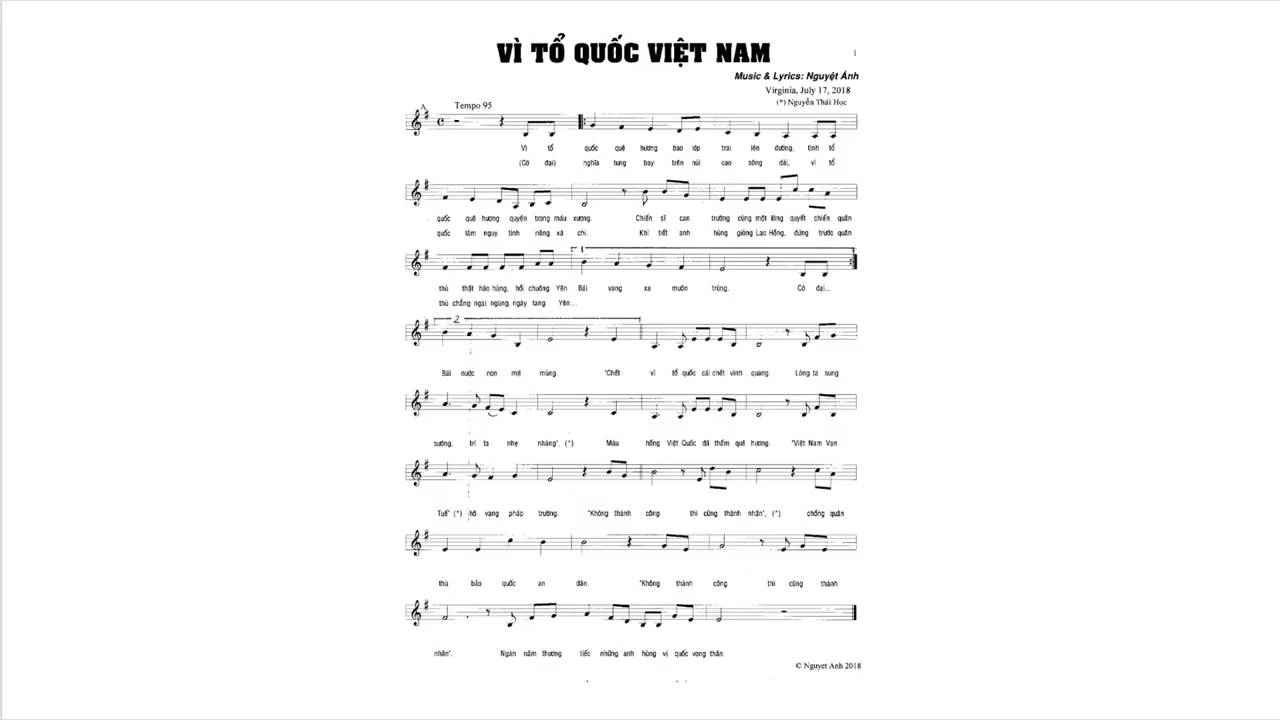 VÌ TỔ QUỐC VIỆT NAM
1
Music & Lyrics: Nguyệt Ánh
Virginia, July 17, 2018
(*) Nguyễn Thái Học
A
Tempo 95
Vì tổ quốc quê hương bao lớp trai lên đường, tình tổ
(Cờ đại) nghĩa tung bay trên núi cao sông dài, vì tổ
quốc quê hương quyện trong máu xương. Chiến sĩ can trường cùng một lòng quyết chiến quân
quốc lâm nguy tình riêng xá chi. Khí tiết anh hùng giòng Lạc Hồng, đứng trước quân
1
thù thật hào hùng, hồi chuông Yên Bái vang xa muôn trùng. Cờ đại...
thù chẳng ngại ngùng, ngày tang Yên...
2
Bái nước non mịt mùng. "Chết vì tổ quốc cái chết vinh quang. Lòng ta sung
sướng, trí ta nhẹ nhàng". (*) Máu hồng Việt Quốc đã thấm quê hương. "Việt Nam Vạn
Tuế" (*) hô vang pháp trường. "Không thành công thì cũng thành nhân", (*) chống quân
thù bảo quốc an dân. "Không thành công thì cũng thành
nhân". Ngàn năm thương tiếc những anh hùng vị quốc vong thân.
© Nguyet Anh 2018